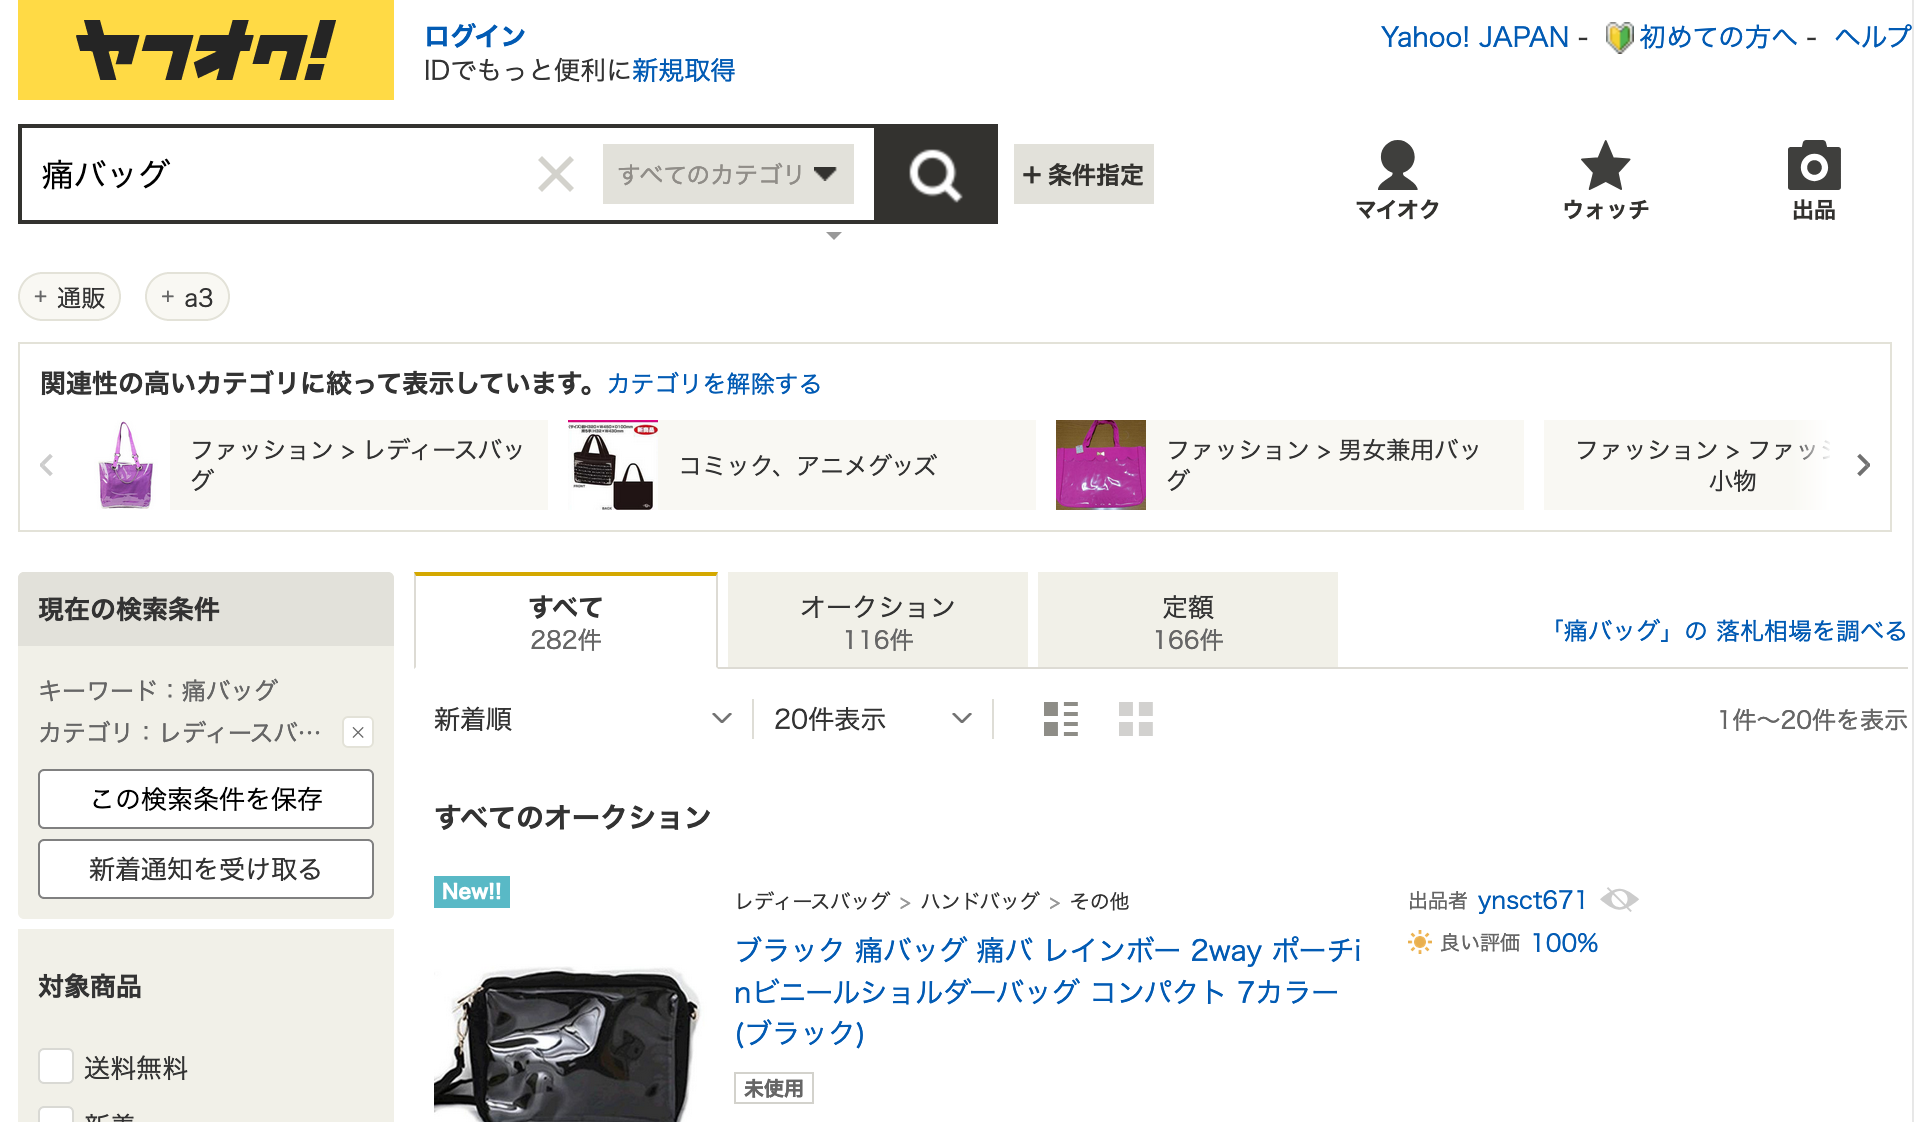 ヤフオク!
ログイン
IDでもっと便利に新規取得
Yahoo! JAPAN - 初めての方へ - ヘルプ
痛バッグ
すべてのカテゴリ
+ 条件指定
マイオク
ウォッチ
出品
+ 通販
+ a3
関連性の高いカテゴリに絞って表示しています。カテゴリを解除する
ファッション > レディースバッ
グ
コミック、アニメグッズ
ファッション > 男女兼用バッ
グ
ファッション > ファッシ
小物
現在の検索条件
キーワード：痛バッグ
カテゴリ：レディースバ…
この検索条件を保存
新着通知を受け取る
対象商品
送料無料
新着
すべて
282件
オークション
116件
定額
166件
「痛バッグ」の 落札相場を調べる
新着順
20件表示
1件〜20件を表示
すべてのオークション
New!!
レディースバッグ > ハンドバッグ > その他
ブラック 痛バッグ 痛バ レインボー 2way ポーチi
nビニールショルダーバッグ コンパクト 7カラー
(ブラック)
未使用
出品者 ynsct671
良い評価 100%